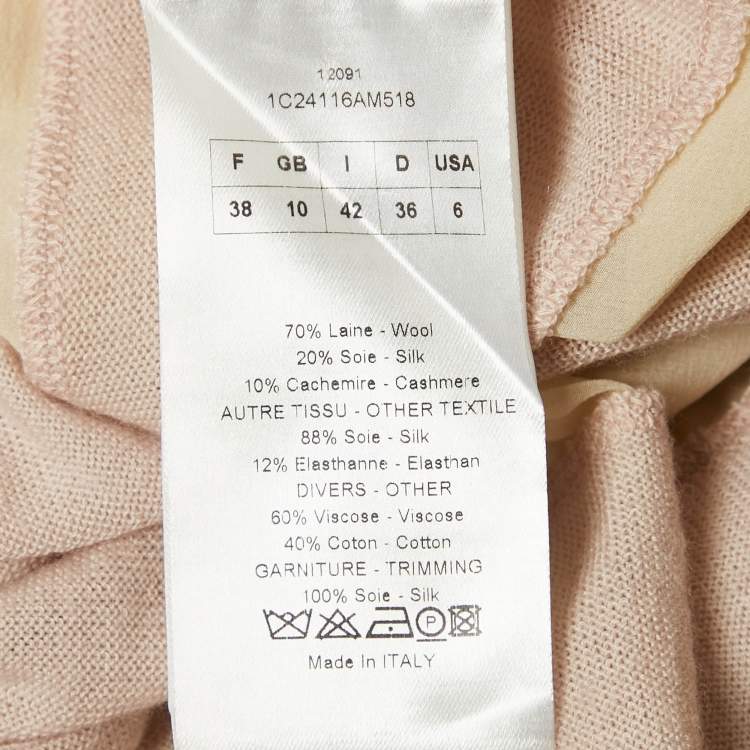 12091
1C24116AM518
F GB I D USA
38 10 42 36 6
70% Laine - Wool
20% Soie - Silk
10% Cachemire - Cashmere
AUTRE TISSU - OTHER TEXTILE
88% Soie - Silk
12% Elasthanne - Elasthan
DIVERS - OTHER
60% Viscose - Viscose
40% Coton - Cotton
GARNITURE - TRIMMING
100% Soie - Silk
P
Made In ITALY